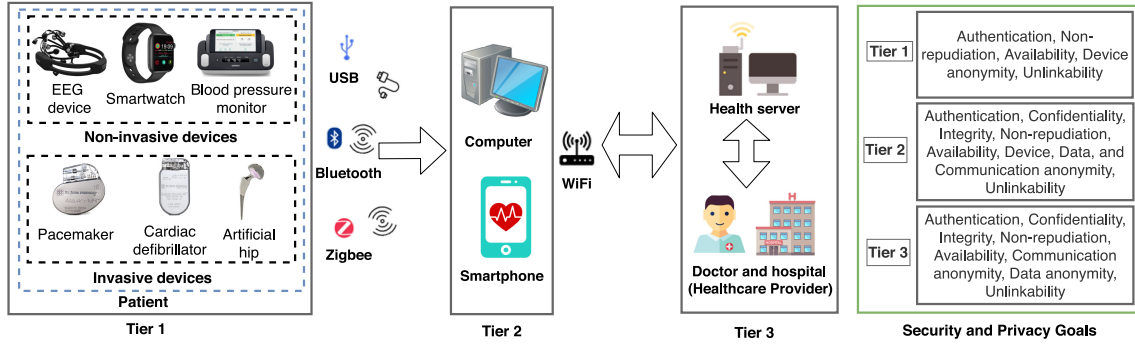 EEG
device
Smartwatch
Blood pressure
monitor
Non-invasive devices
Pacemaker
Cardiac
defibrillator
Artificial
hip
Invasive devices
Patient
Tier 1
USB
Bluetooth
Zigbee
Computer
Smartphone
Tier 2
WiFi
Health server
Doctor and hospital
(Healthcare Provider)
Tier 3
Tier 1
Authentication, Non-
repudiation, Availability, Device
anonymity, Unlinkability
Tier 2
Authentication, Confidentiality,
Integrity, Non-repudiation,
Availability, Device, Data, and
Communication anonymity,
Unlinkability
Tier 3
Authentication, Confidentiality,
Integrity, Non-repudiation,
Availability, Communication
anonymity, Data anonymity,
Unlinkability
Security and Privacy Goals